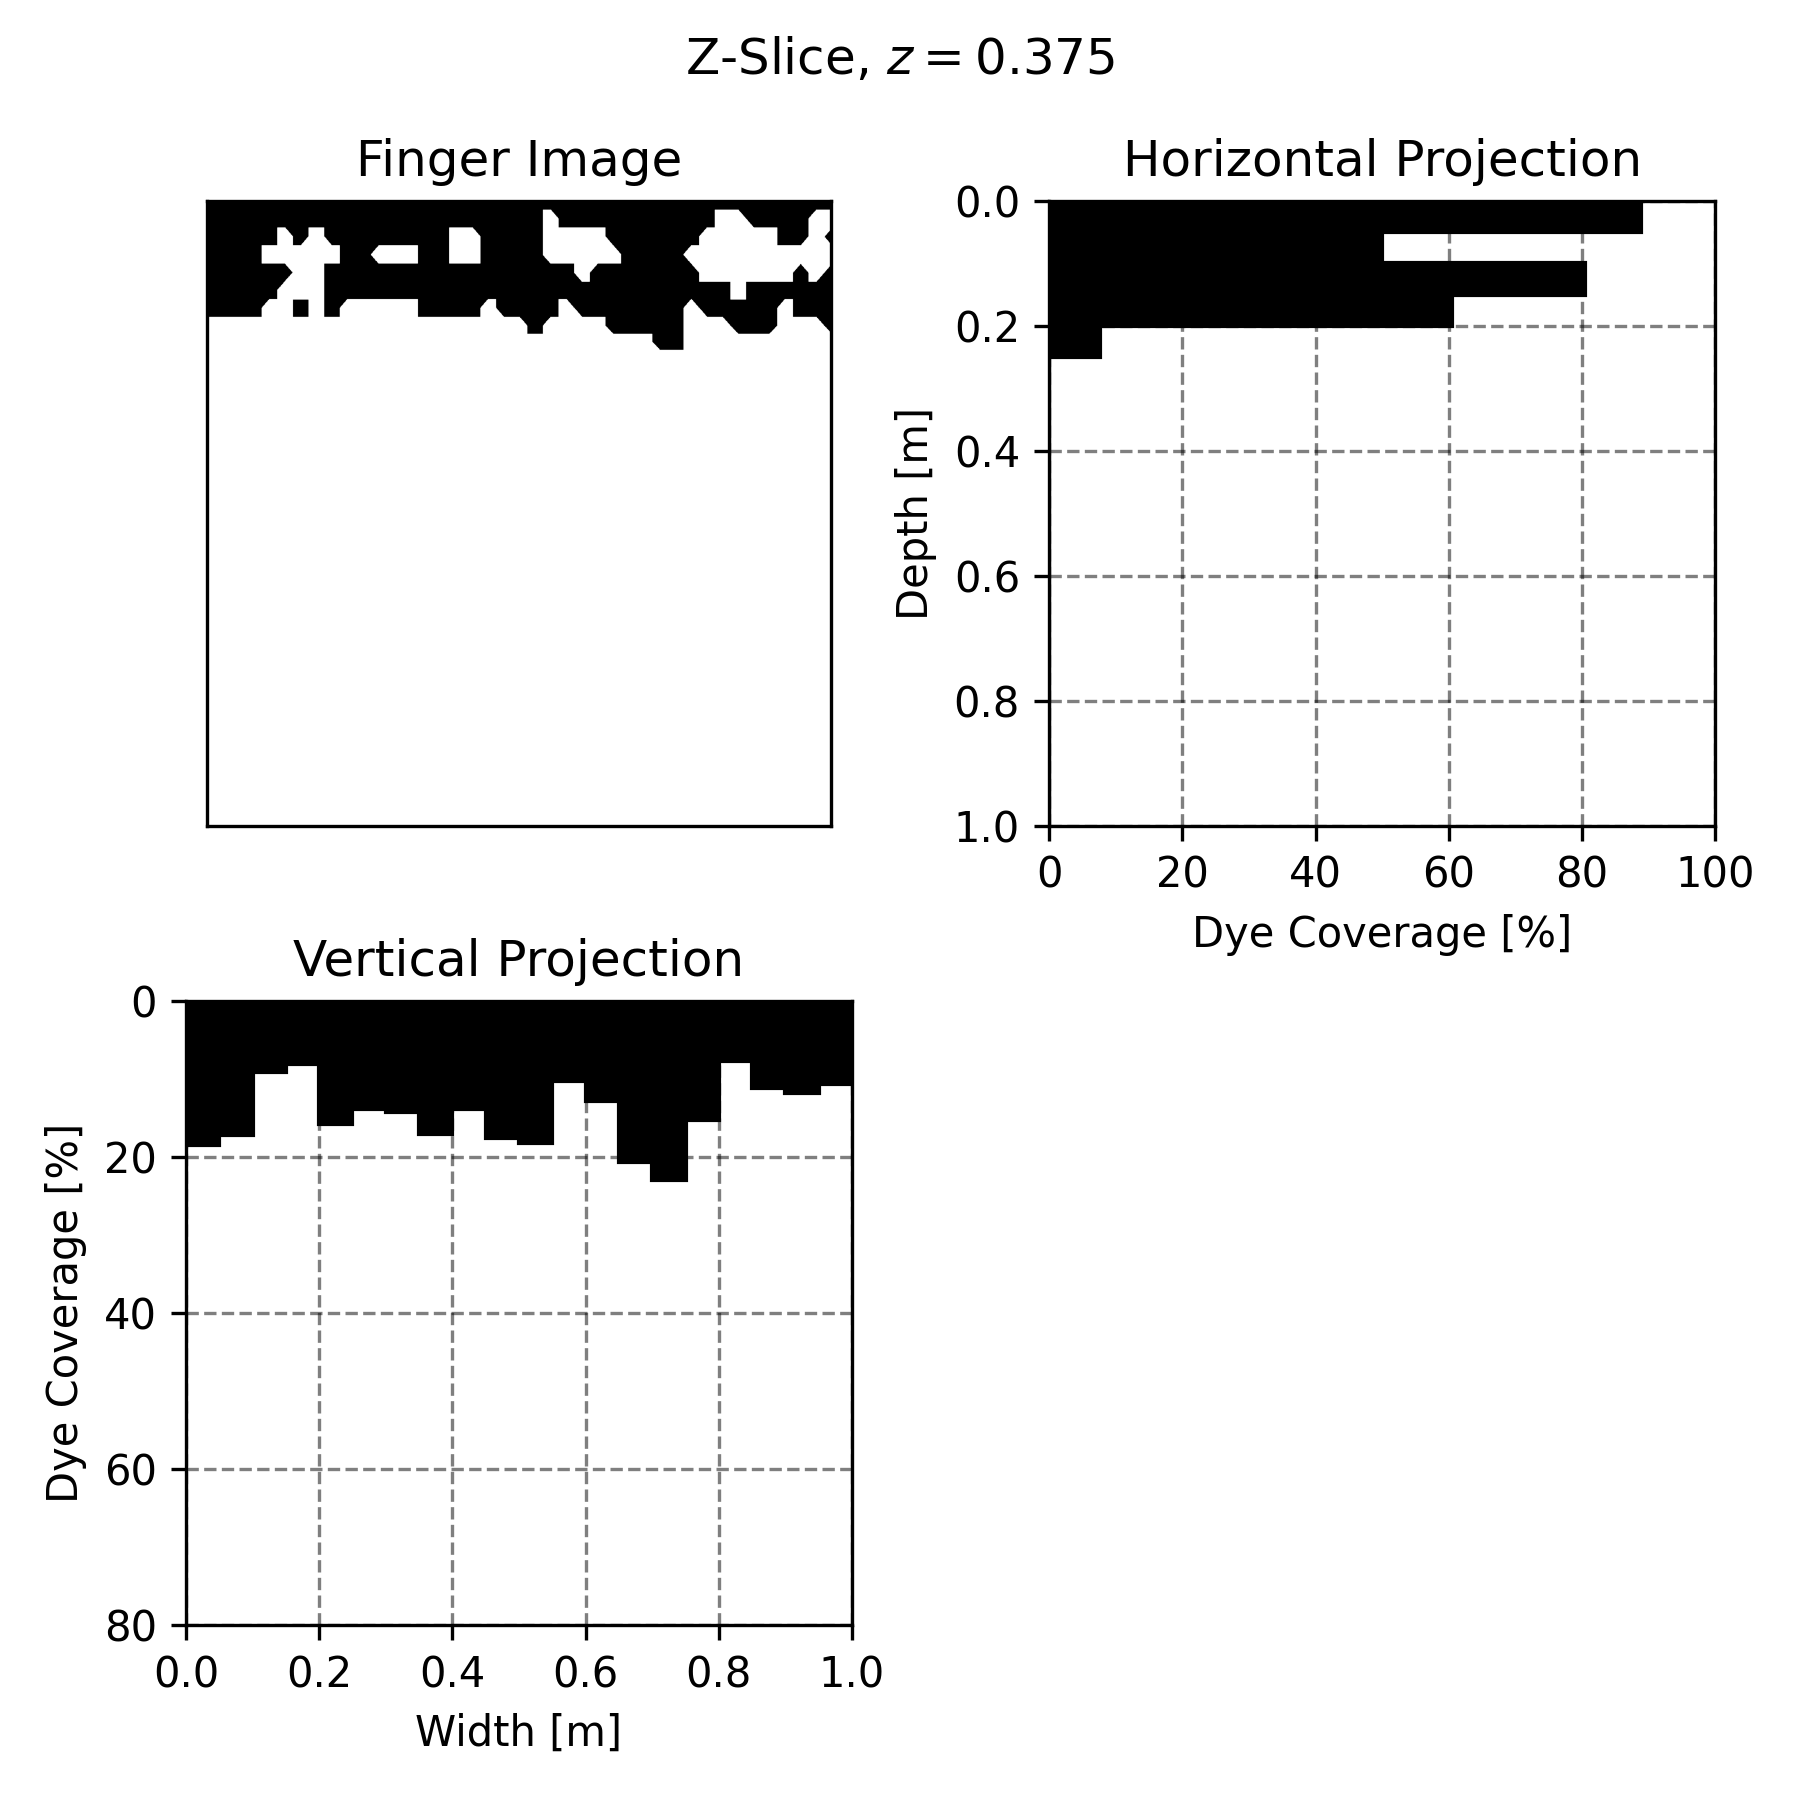 Z-Slice, z = 0.375
Finger Image
Horizontal Projection
0.0
0.2
0.4
0.6
0.8
1.0
Depth [m]
0 20 40 60 80 100
Dye Coverage [%]
Vertical Projection
0
20
40
60
80
Dye Coverage [%]
0.0 0.2 0.4 0.6 0.8 1.0
Width [m]